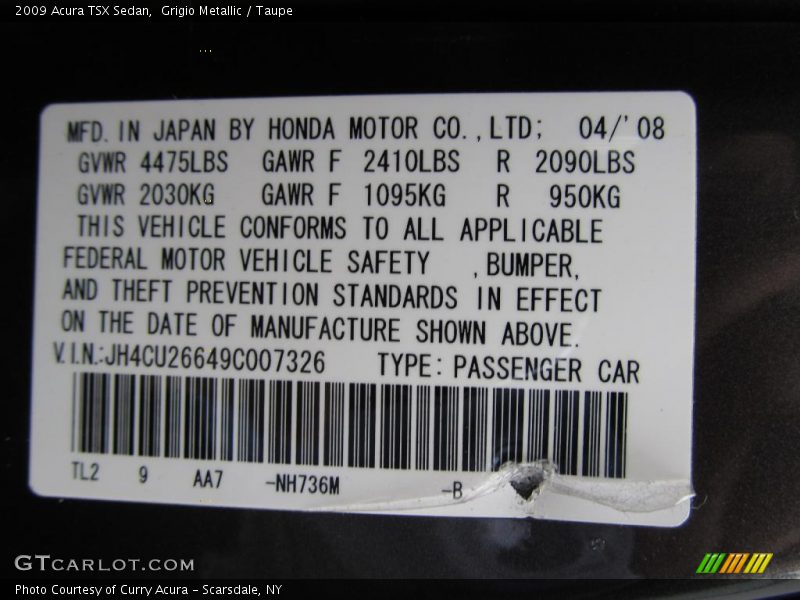 2009 Acura TSX Sedan,  Grigio Metallic / Taupe
MFD. IN JAPAN BY HONDA MOTOR CO.,LTD;  04/'08
GVWR 4475LBS  GAWR F 2410LBS  R 2090LBS
GVWR 2030KG  GAWR F 1095KG  R 950KG
THIS VEHICLE CONFORMS TO ALL APPLICABLE
FEDERAL MOTOR VEHICLE SAFETY  ,BUMPER,
AND THEFT PREVENTION STANDARDS IN EFFECT
ON THE DATE OF MANUFACTURE SHOWN ABOVE.
V.I.N.:JH4CU26649C007326  TYPE: PASSENGER CAR
TL2  9  AA7  -NH736M  -B
GTCARLOT.COM
Photo Courtesy of Curry Acura - Scarsdale, NY